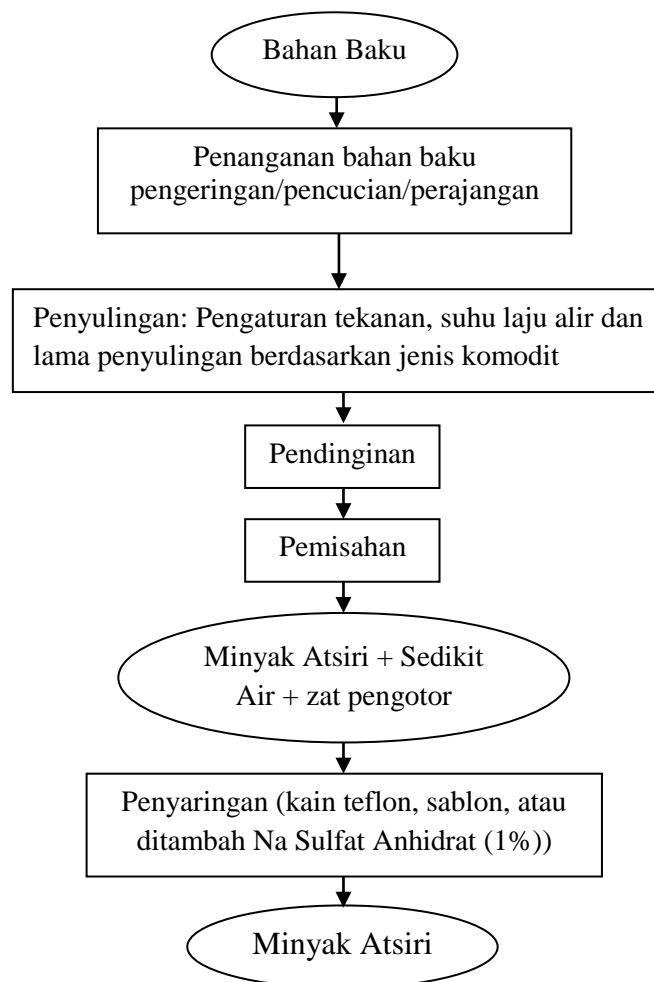 Bahan Baku
Penanganan bahan baku
pengeringan/pencucian/perajangan
Penyulingan: Pengaturan tekanan, suhu laju alir dan
lama penyulingan berdasarkan jenis komodit
Pendinginan
Pemisahan
Minyak Atsiri + Sedikit
Air + zat pengotor
Penyaringan (kain teflon, sablon, atau
ditambah Na Sulfat Anhidrat (1%))
Minyak Atsiri